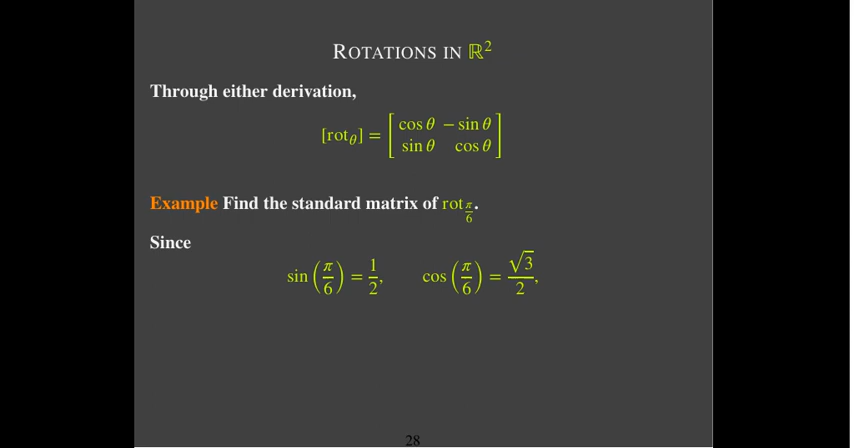 ROTATIONS IN ℝ²
Through either derivation,
[rot_θ] = [cos θ −sin θ
sin θ cos θ]
Example Find the standard matrix of rot_{π/6}.
Since
sin (π/6) = 1/2, cos (π/6) = √3/2,
28